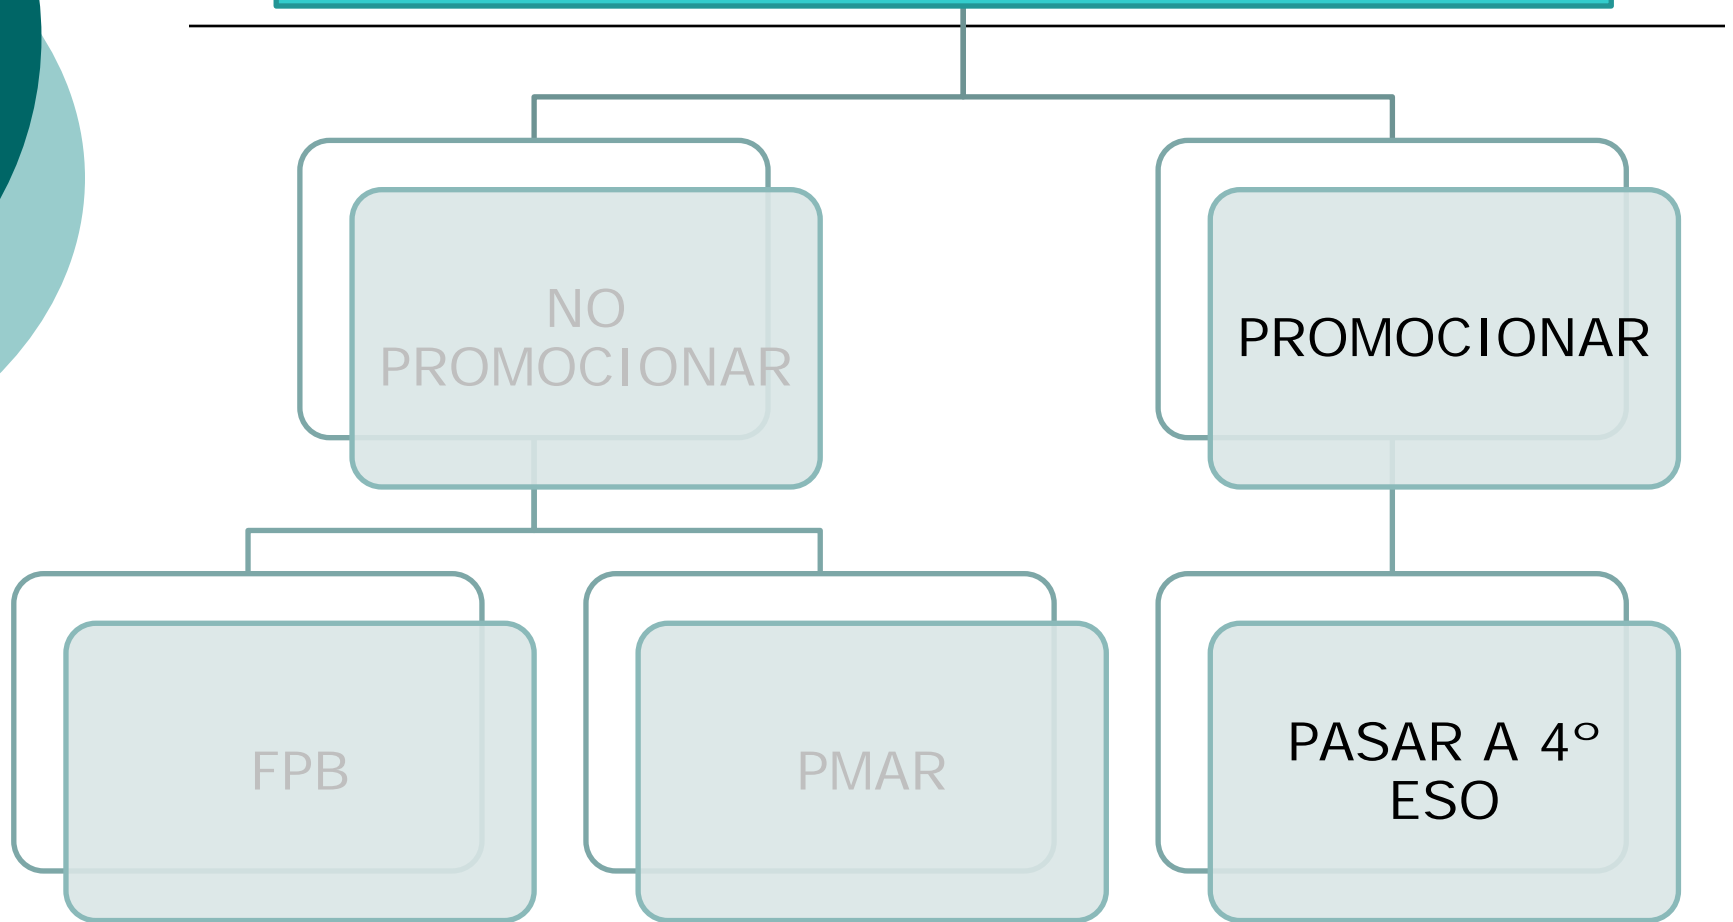 NO
PROMOCIONAR
PROMOCIONAR
FPB
PMAR
PASAR A 4º
ESO